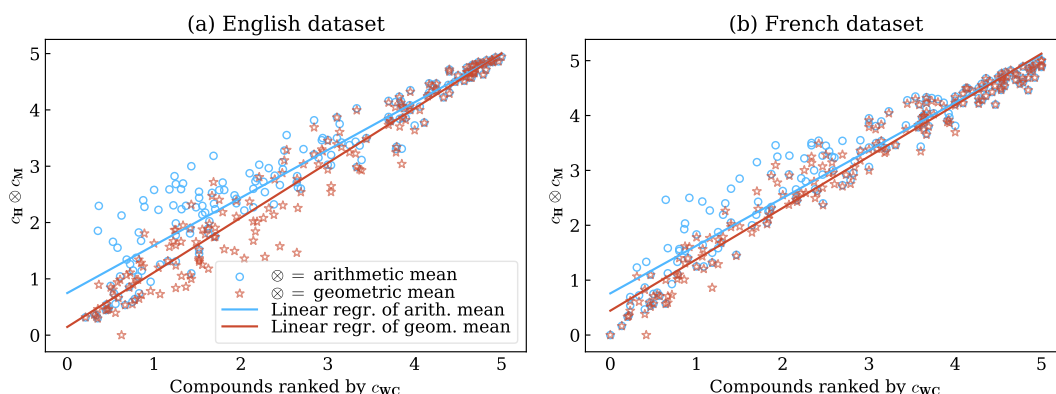 (a) English dataset
5
4
3
2
1
0
c_H ⊗ c_M
0 1 2 3 4 5
Compounds ranked by c_WC
⊗ = arithmetic mean
⊗ = geometric mean
Linear regr. of arith. mean
Linear regr. of geom. mean
(b) French dataset
5
4
3
2
1
0
c_H ⊗ c_M
0 1 2 3 4 5
Compounds ranked by c_WC